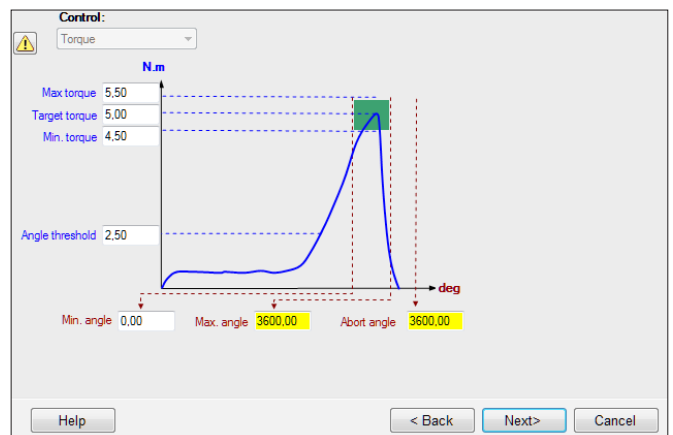 Control:
Torque
N.m
Max torque 5,50
Target torque 5,00
Min. torque 4,50
Angle threshold 2,50
deg
Min. angle 0,00 Max. angle 3600,00 Abort angle 3600,00
Help < Back Next> Cancel